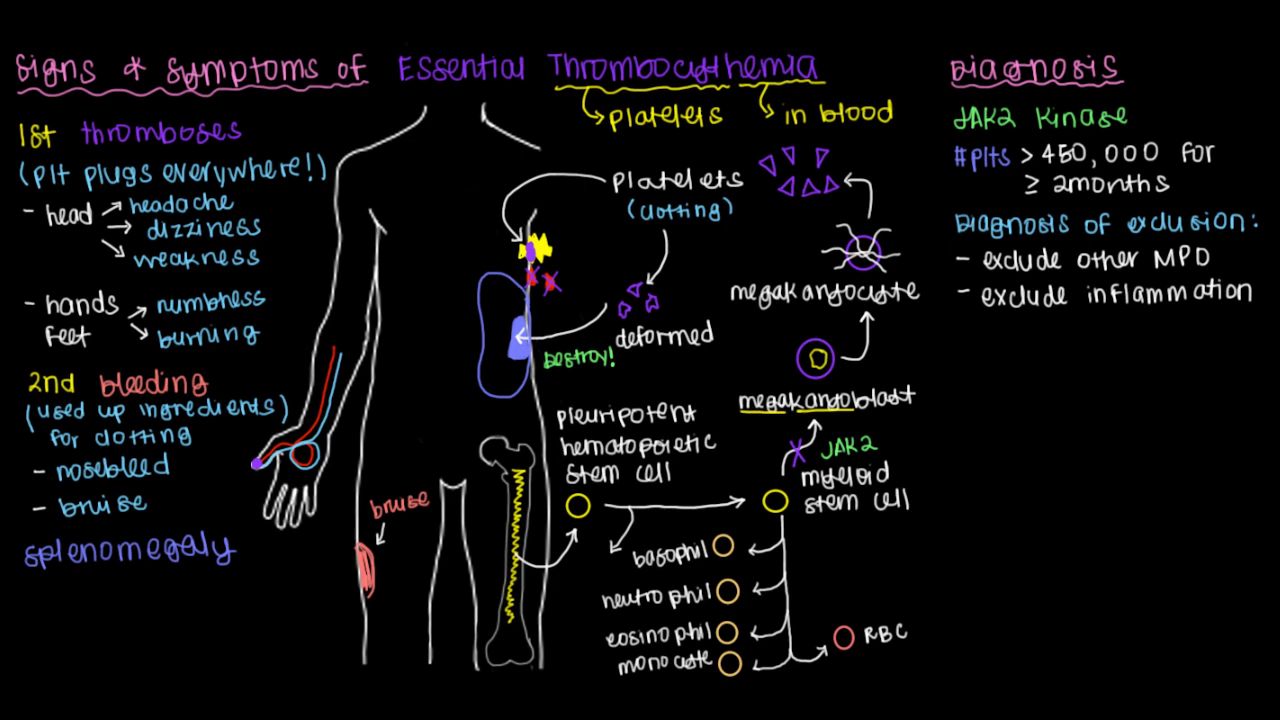 Signs & Symptoms of Essential Thrombocythemia
platelets
in blood
1st thromboses
(plt plugs everywhere!)
- head
headache
dizziness
weakness
- hands
feet
numbness
burning
2nd bleeding
(used up ingredients)
for clotting
- nosebleed
- bruise
splenomegaly
bruise
platelets
(clotting)
deformed
Destroy!
megakaryocyte
megakaryoblast
JAK2
myeloid
stem cell
pleuripotent
hematopoietic
stem cell
basophil
neutrophil
eosinophil
monocyte
RBC
Diagnosis
JAK2 kinase
#plts > 450,000 for
≥ 2months
Diagnosis of exclusion:
- exclude other MPD
- exclude inflammation